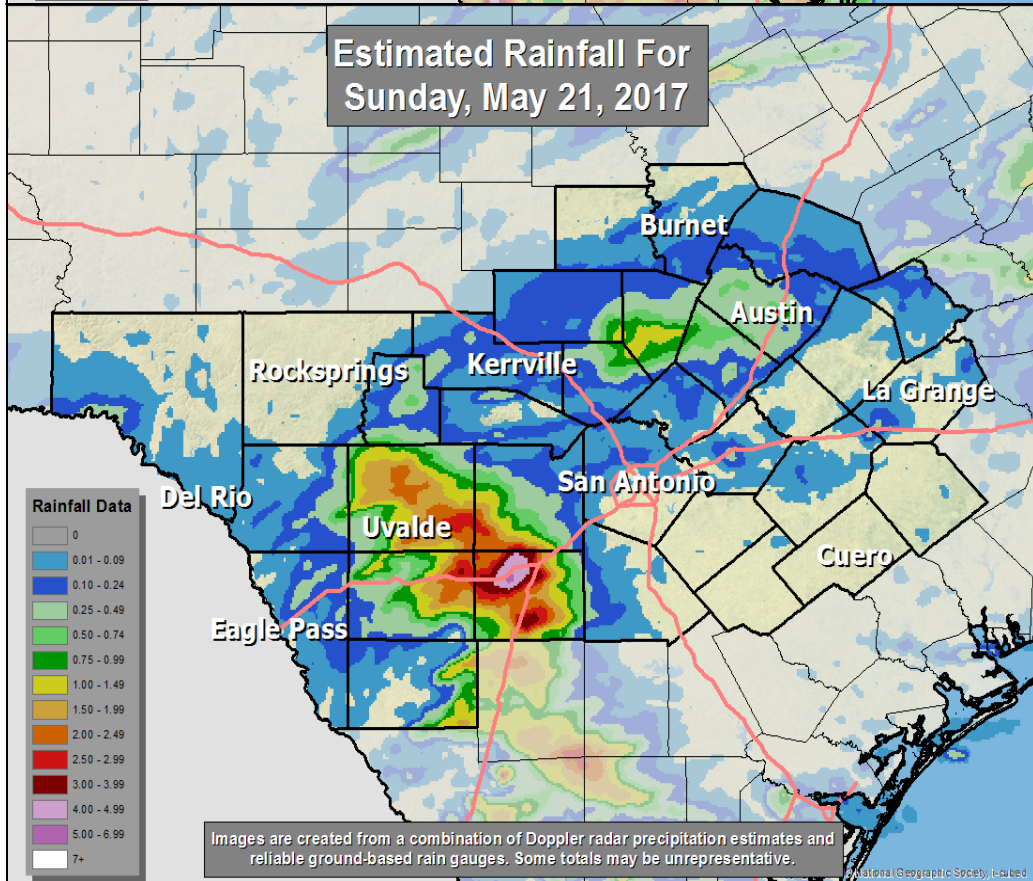 Estimated Rainfall For
Sunday, May 21, 2017
Burnet
Austin
Rocksprings
Kerrville
La Grange
Del Rio
San Antonio
Uvalde
Cuero
Eagle Pass
Rainfall Data
0
0.01 - 0.09
0.10 - 0.24
0.25 - 0.49
0.50 - 0.74
0.75 - 0.99
1.00 - 1.49
1.50 - 1.99
2.00 - 2.49
2.50 - 2.99
3.00 - 3.99
4.00 - 4.99
5.00 - 6.99
7+
Images are created from a combination of Doppler radar precipitation estimates and
reliable ground-based rain gauges. Some totals may be unrepresentative.
National Geographic Society, i-cubed